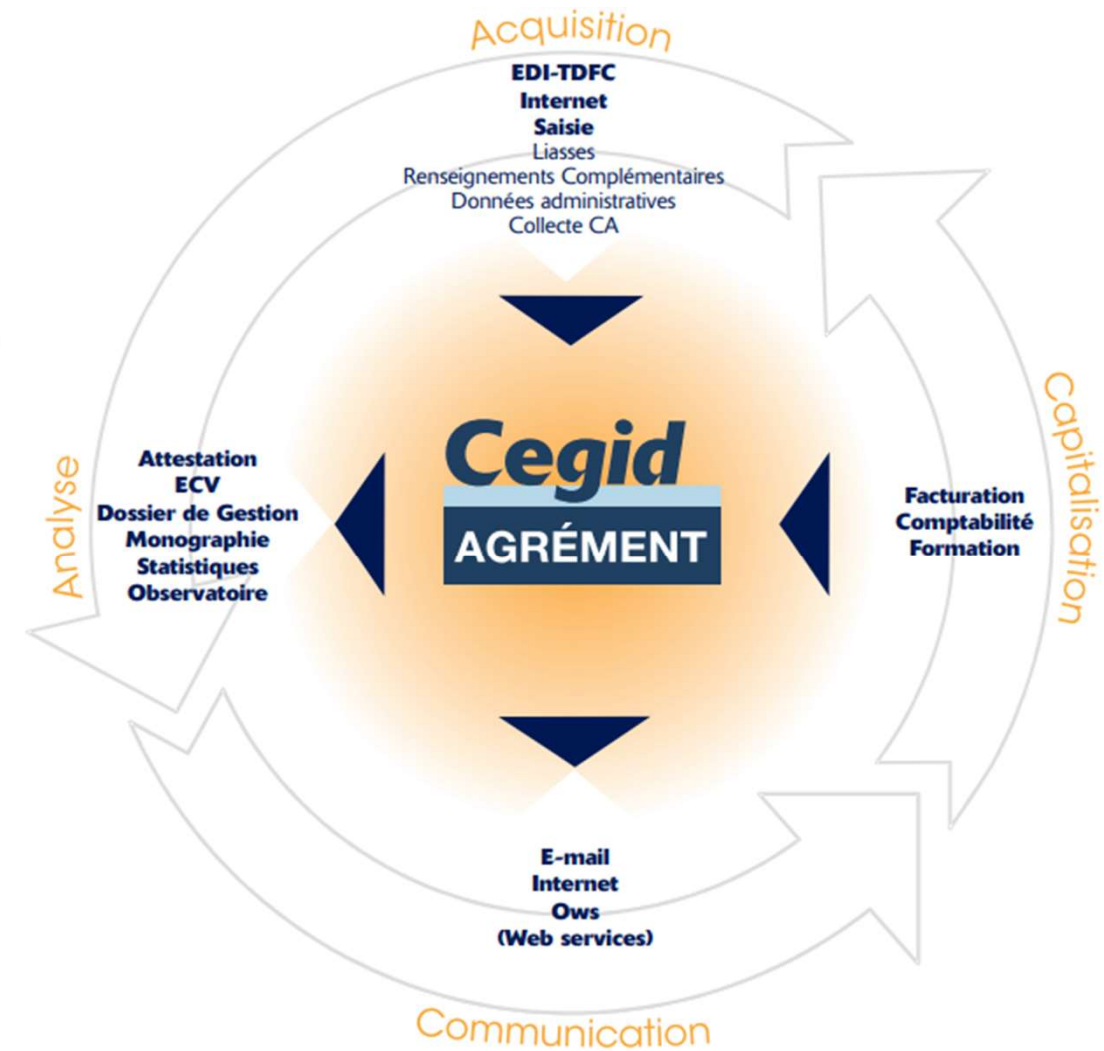 Acquisition
EDI-TDFC
Internet
Saisie
Liasses
Renseignements Complémentaires
Données administratives
Collecte CA
Analyse
Attestation
ECV
Dossier de Gestion
Monographie
Statistiques
Observatoire
Cegid
AGRÉMENT
Facturation
Comptabilité
Formation
Capitalisation
E-mail
Internet
Ows
(Web services)
Communication